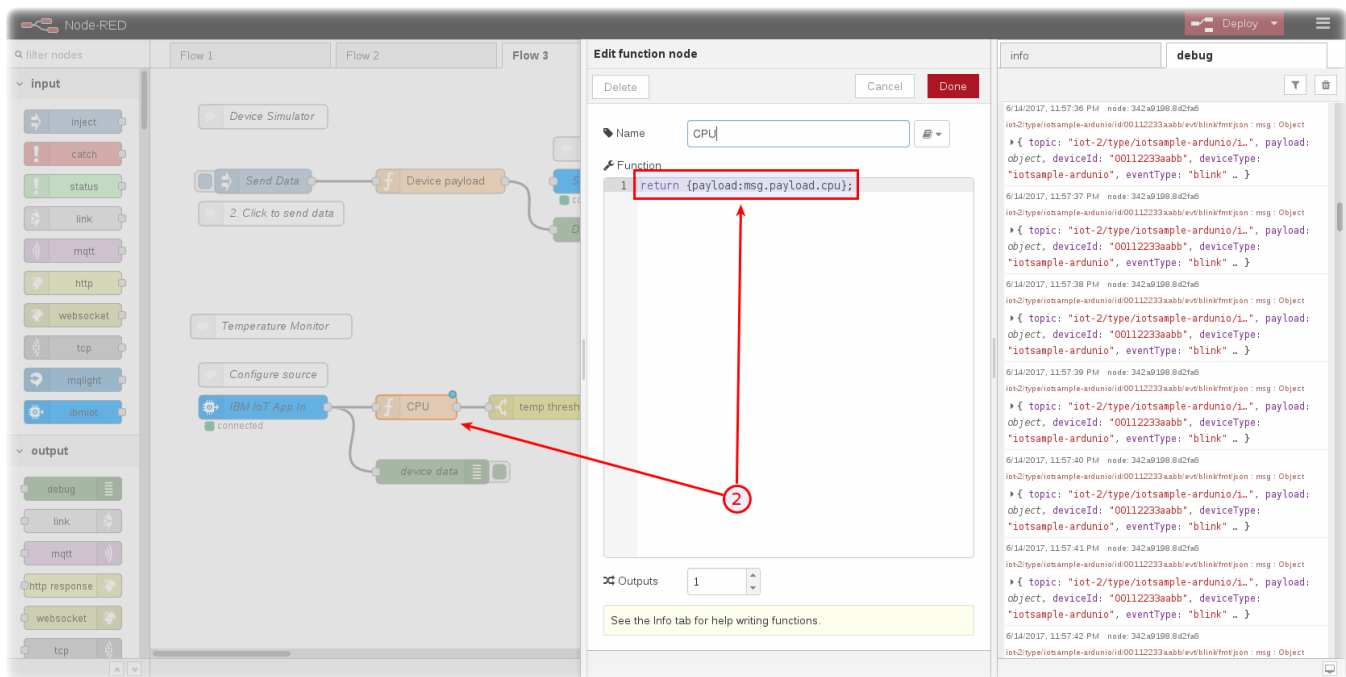 Node-RED
Deploy
filter nodes
Flow 1
Flow 2
Flow 3
Edit function node
info
debug
input
Delete
Cancel
Done
inject
catch
status
link
mqtt
http
websocket
tcp
mqlight
ibmiot
output
debug
link
mqtt
http response
websocket
tcp
Device Simulator
Send Data
Device payload
2. Click to send data
Temperature Monitor
Configure source
IBM IoT App In
connected
CPU
temp thresh
device data
Name
CPU
Function
1 return {payload:msg.payload.cpu};
2
Outputs
1
See the Info tab for help writing functions.
6/14/2017, 11:57:36 PM node: 342a9198.8d2fa6
iot-2/type/iotsample-ardunio/id/00112233aabb/evt/blink/fmt/json : msg : Object
{ topic: "iot-2/type/iotsample-ardunio/i…", payload:
object, deviceId: "00112233aabb", deviceType:
"iotsample-ardunio", eventType: "blink" … }
6/14/2017, 11:57:37 PM node: 342a9198.8d2fa6
iot-2/type/iotsample-ardunio/id/00112233aabb/evt/blink/fmt/json : msg : Object
{ topic: "iot-2/type/iotsample-ardunio/i…", payload:
object, deviceId: "00112233aabb", deviceType:
"iotsample-ardunio", eventType: "blink" … }
6/14/2017, 11:57:38 PM node: 342a9198.8d2fa6
iot-2/type/iotsample-ardunio/id/00112233aabb/evt/blink/fmt/json : msg : Object
{ topic: "iot-2/type/iotsample-ardunio/i…", payload:
object, deviceId: "00112233aabb", deviceType:
"iotsample-ardunio", eventType: "blink" … }
6/14/2017, 11:57:39 PM node: 342a9198.8d2fa6
iot-2/type/iotsample-ardunio/id/00112233aabb/evt/blink/fmt/json : msg : Object
{ topic: "iot-2/type/iotsample-ardunio/i…", payload:
object, deviceId: "00112233aabb", deviceType:
"iotsample-ardunio", eventType: "blink" … }
6/14/2017, 11:57:40 PM node: 342a9198.8d2fa6
iot-2/type/iotsample-ardunio/id/00112233aabb/evt/blink/fmt/json : msg : Object
{ topic: "iot-2/type/iotsample-ardunio/i…", payload:
object, deviceId: "00112233aabb", deviceType:
"iotsample-ardunio", eventType: "blink" … }
6/14/2017, 11:57:41 PM node: 342a9198.8d2fa6
iot-2/type/iotsample-ardunio/id/00112233aabb/evt/blink/fmt/json : msg : Object
{ topic: "iot-2/type/iotsample-ardunio/i…", payload:
object, deviceId: "00112233aabb", deviceType:
"iotsample-ardunio", eventType: "blink" … }
6/14/2017, 11:57:42 PM node: 342a9198.8d2fa6
iot-2/type/iotsample-ardunio/id/00112233aabb/evt/blink/fmt/json : msg : Object